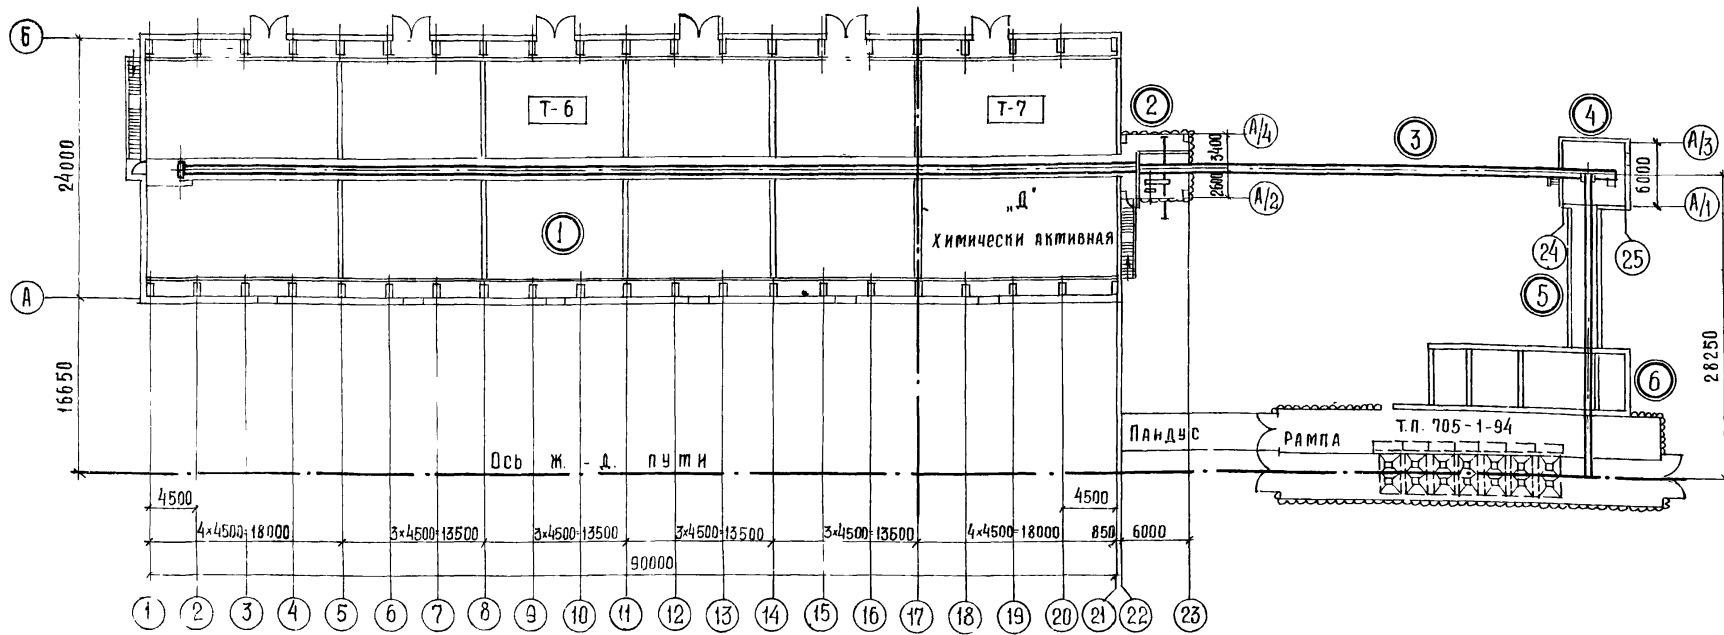 Б
2
4
А/4
А/3
Т-6
Т-7
3
24000
3400
2600
6000
А/2
А/1
„Д"
1
ХИМИЧЕСКИ АКТИВНАЯ
24
25
А
5
28250
16650
6
ПАНДУС
РАМПА
Т.П. 705-1-94
Ось Ж.-Д. ПУТИ
4500
4500
4×4500=18000
3×4500=13500
3×4500=13500
3×4500=13500
3×4500=13500
4×4500=18000
850
6000
90000
1 2 3 4 5 6 7 8 9 10 11 12 13 14 15 16 17 18 19 20 21 22 23